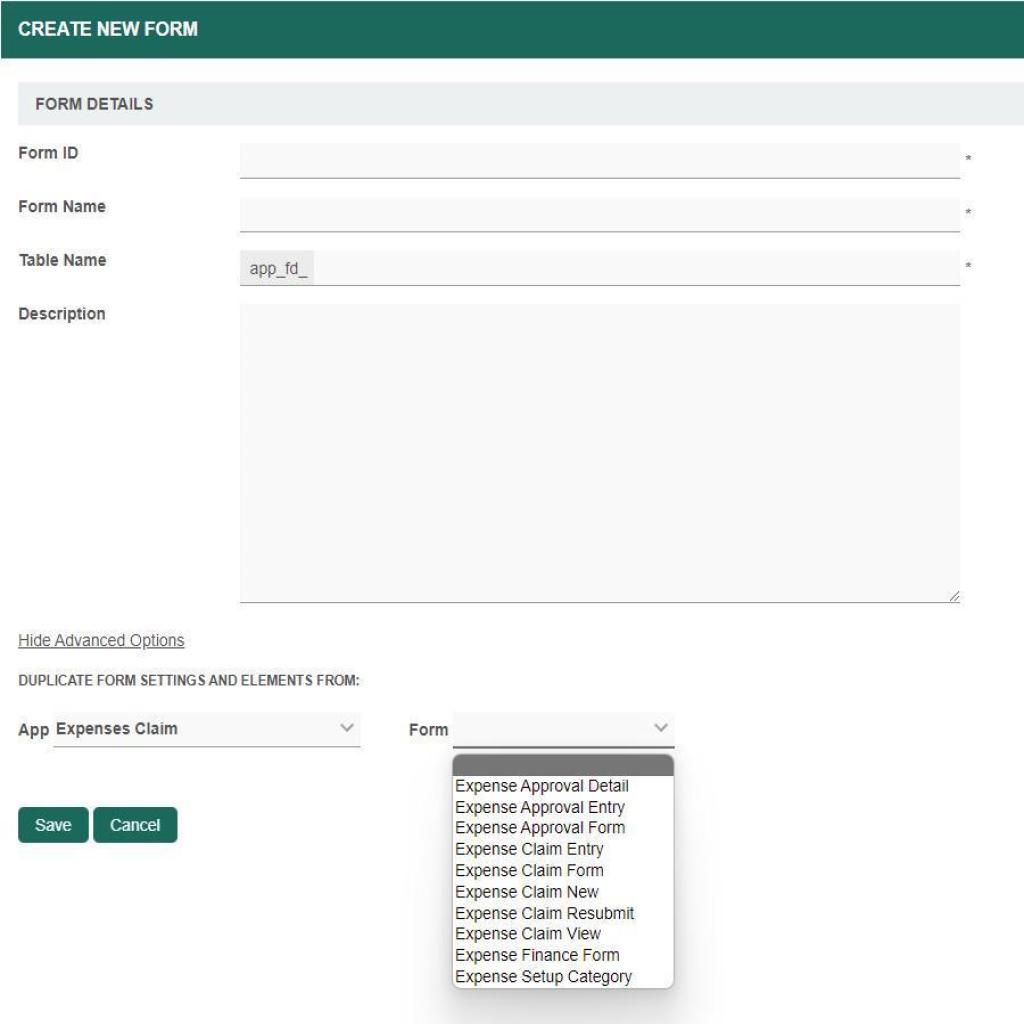 CREATE NEW FORM
FORM DETAILS
Form ID *
Form Name *
Table Name app_fd_ *
Description
Hide Advanced Options
DUPLICATE FORM SETTINGS AND ELEMENTS FROM:
App Expenses Claim Form
Expense Approval Detail
Expense Approval Entry
Expense Approval Form
Expense Claim Entry
Expense Claim Form
Expense Claim New
Expense Claim Resubmit
Expense Claim View
Expense Finance Form
Expense Setup Category
Save Cancel